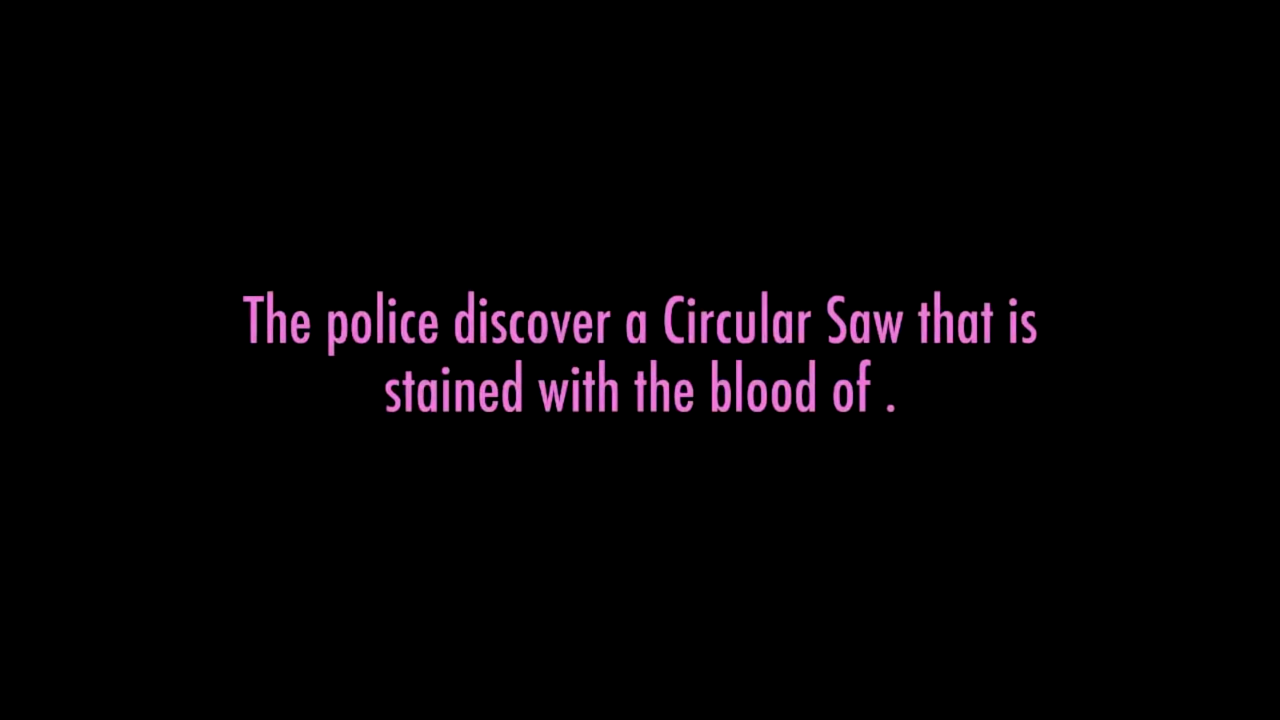 The police discover a Circular Saw that is
stained with the blood of .